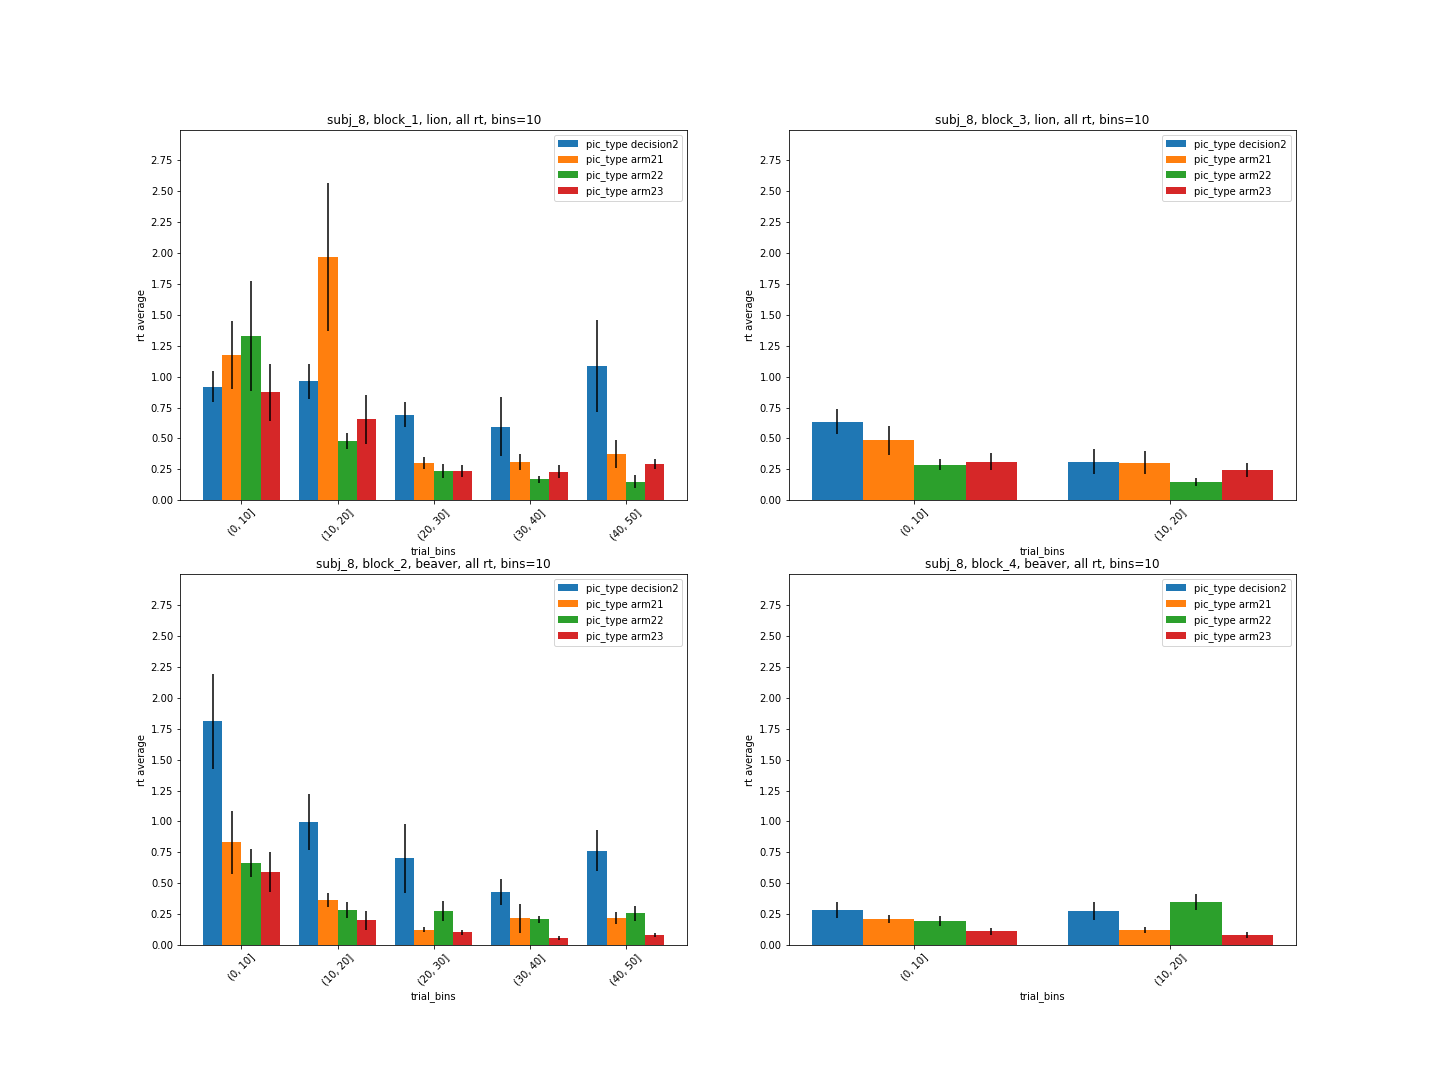 subj_8, block_1, lion, all rt, bins=10
pic_type decision2
pic_type arm21
pic_type arm22
pic_type arm23
2.75
2.50
2.25
2.00
1.75
1.50
1.25
1.00
0.75
0.50
0.25
0.00
rt average
(0, 10]
(10, 20]
(20, 30]
(30, 40]
(40, 50]
trial_bins
subj_8, block_3, lion, all rt, bins=10
pic_type decision2
pic_type arm21
pic_type arm22
pic_type arm23
2.75
2.50
2.25
2.00
1.75
1.50
1.25
1.00
0.75
0.50
0.25
0.00
rt average
(0, 10]
(10, 20]
trial_bins
subj_8, block_2, beaver, all rt, bins=10
pic_type decision2
pic_type arm21
pic_type arm22
pic_type arm23
2.75
2.50
2.25
2.00
1.75
1.50
1.25
1.00
0.75
0.50
0.25
0.00
rt average
(0, 10]
(10, 20]
(20, 30]
(30, 40]
(40, 50]
trial_bins
subj_8, block_4, beaver, all rt, bins=10
pic_type decision2
pic_type arm21
pic_type arm22
pic_type arm23
2.75
2.50
2.25
2.00
1.75
1.50
1.25
1.00
0.75
0.50
0.25
0.00
rt average
(0, 10]
(10, 20]
trial_bins